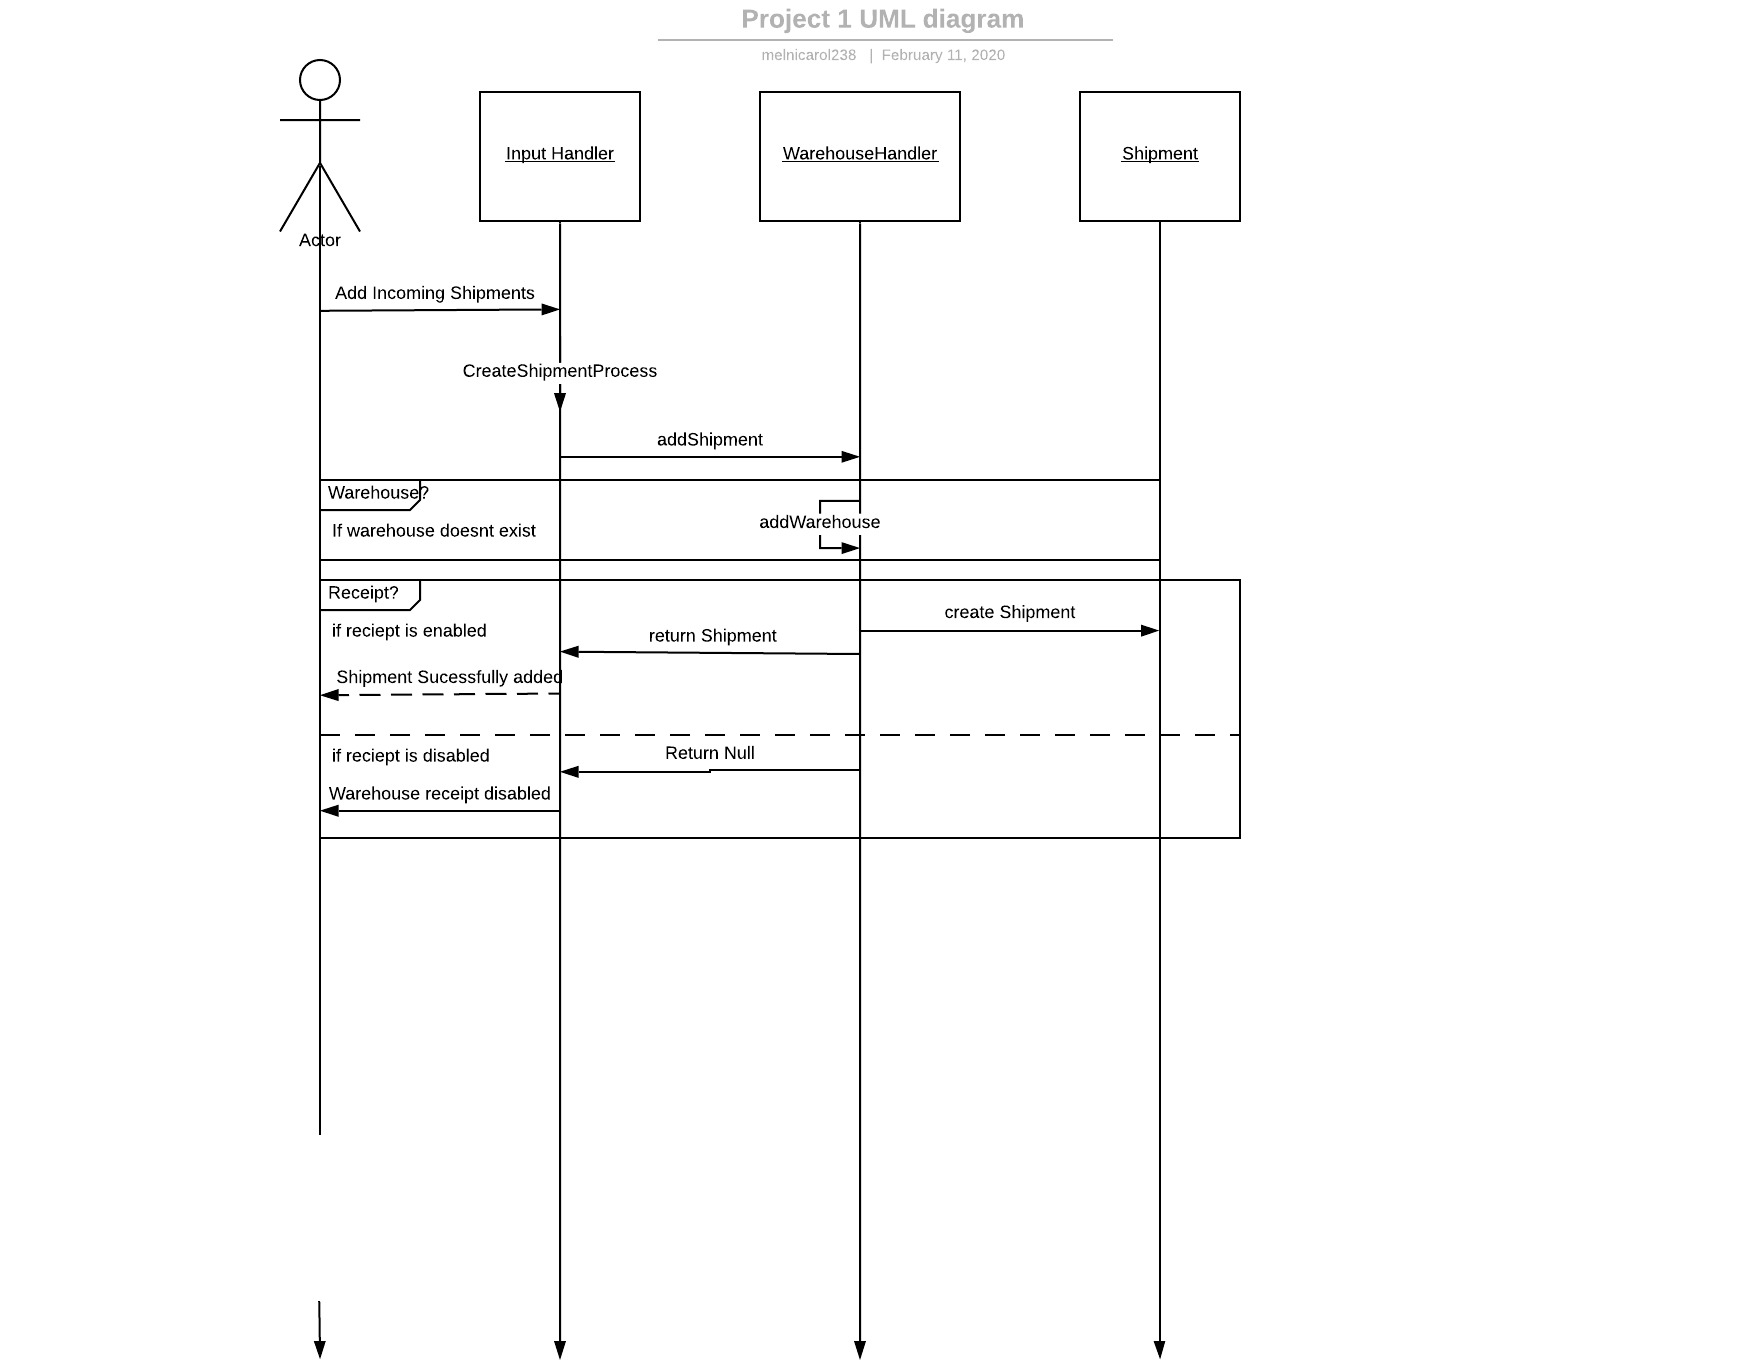 Project 1 UML diagram
melnicarol238 | February 11, 2020
Input Handler
WarehouseHandler
Shipment
Actor
Add Incoming Shipments
CreateShipmentProcess
addShipment
Warehouse?
addWarehouse
If warehouse doesnt exist
Receipt?
create Shipment
if reciept is enabled
return Shipment
Shipment Sucessfully added
if reciept is disabled
Return Null
Warehouse receipt disabled